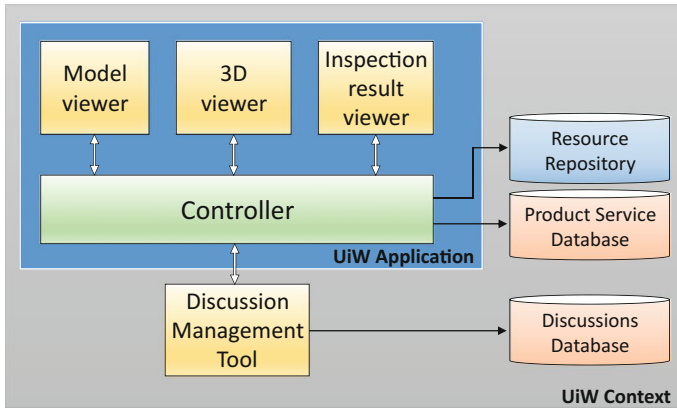 Model
viewer
3D
viewer
Inspection
result
viewer
Resource
Repository
Controller
Product Service
Database
UiW Application
Discussion
Management
Tool
Discussions
Database
UiW Context